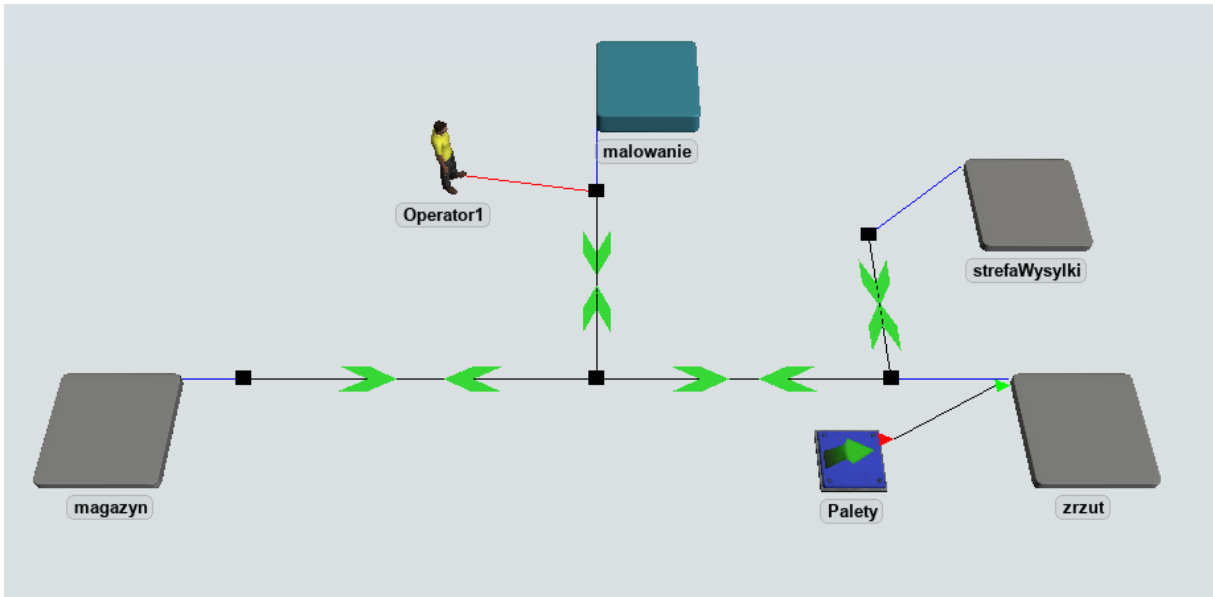 malowanie
Operator1
strefaWysylki
magazyn
Palety
zrzut